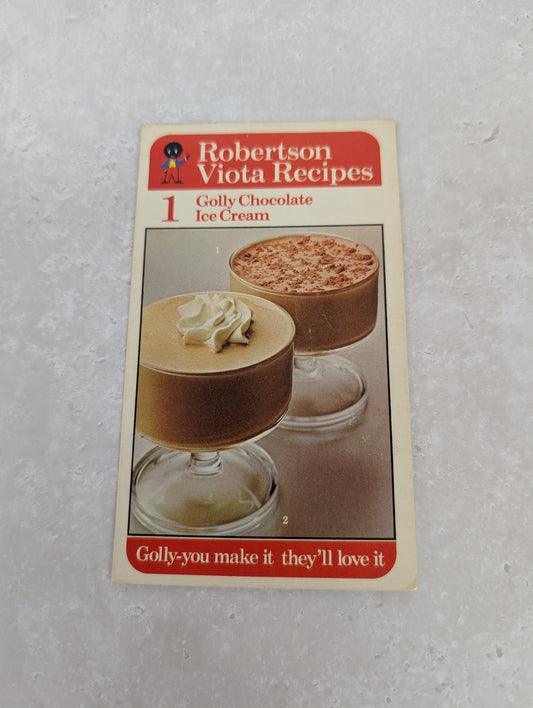 Robertson
Viota Recipes
1
Golly Chocolate
Ice Cream
1
2
Golly-you make it they'll love it